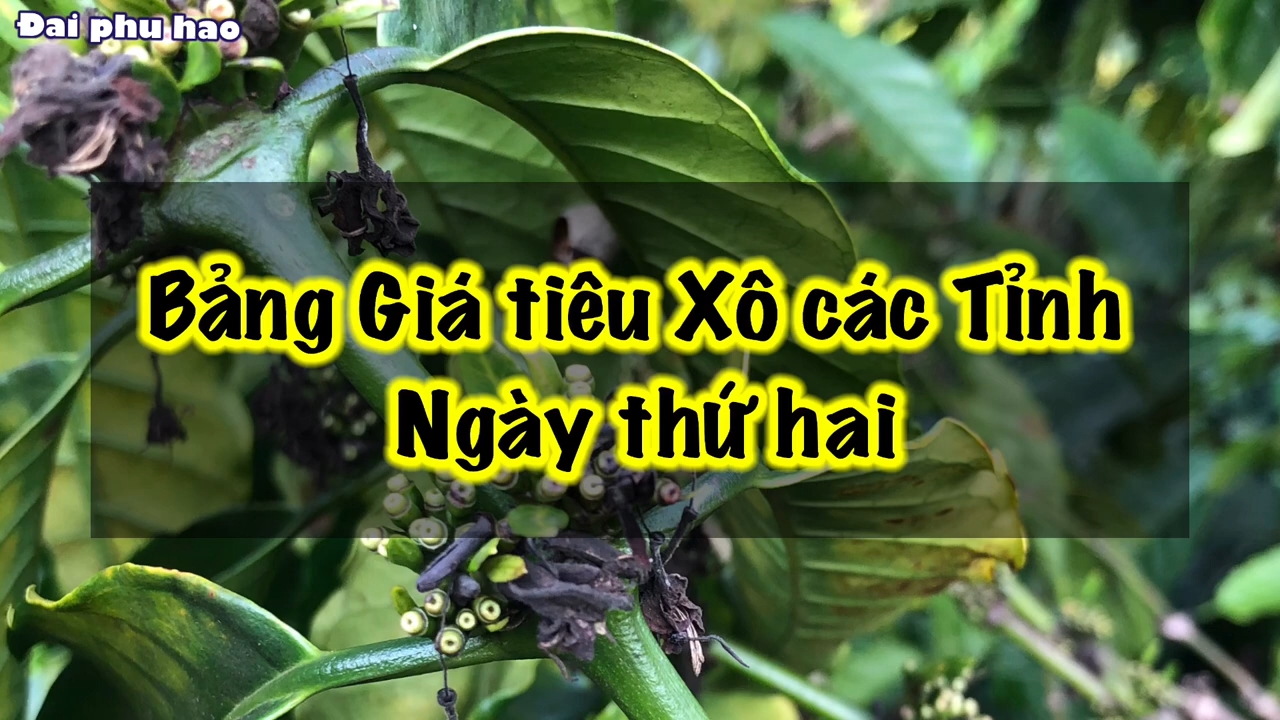 Đai phu hao
Bảng Giá tiêu Xô các Tỉnh
Ngày thứ hai